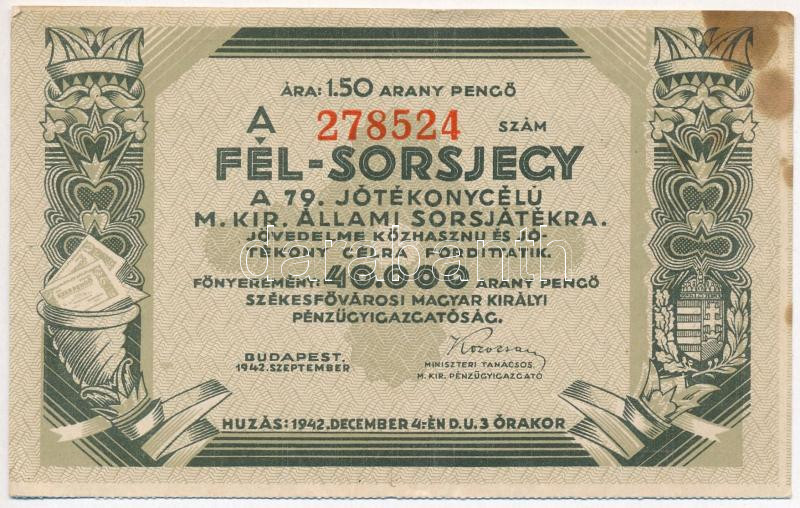 ÁRA: 1.50 ARANY PENGŐ
A 278524 SZÁM
FÉL-SORSJEGY
A 79. JÓTÉKONYCÉLÚ
M. KIR. ÁLLAMI SORSJÁTÉKRA.
JÖVEDELME KÖZHASZNU ÉS JÓ-
TÉKONY CÉLRA FORDITTATIK.
FŐNYEREMÉNY: 40.000 ARANY PENGŐ
SZÉKESFŐVÁROSI MAGYAR KIRÁLYI
PÉNZÜGYIGAZGATÓSÁG.
BUDAPEST,
1942. SZEPTEMBER
MINISZTERI TANÁCSOS,
M. KIR. PÉNZÜGYIGAZGATÓ
HUZÁS: 1942. DECEMBER 4-ÉN D.U. 3 ÓRAKOR
darabanth